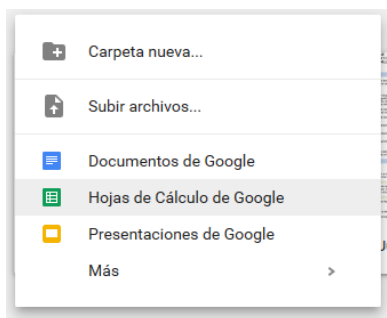 Carpeta nueva...
Subir archivos...
Documentos de Google
Hojas de Cálculo de Google
Presentaciones de Google
Más